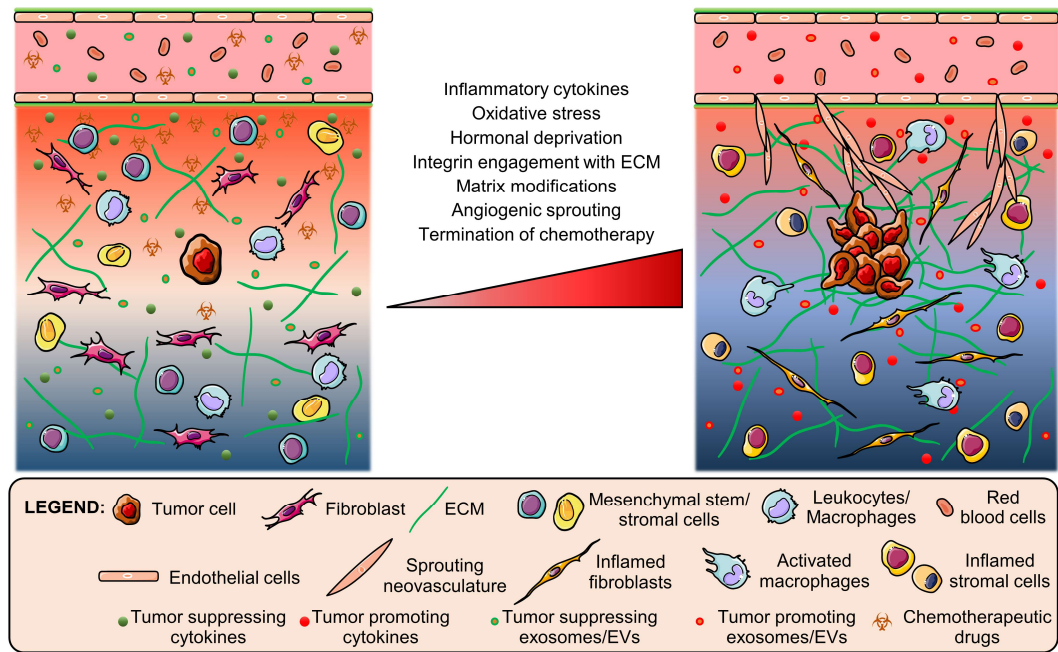 Inflammatory cytokines
Oxidative stress
Hormonal deprivation
Integrin engagement with ECM
Matrix modifications
Angiogenic sprouting
Termination of chemotherapy
LEGEND:
Tumor cell
Fibroblast
ECM
Mesenchymal stem/
stromal cells
Leukocytes/
Macrophages
Red
blood cells
Endothelial cells
Sprouting
neovasculature
Inflamed
fibroblasts
Activated
macrophages
Inflamed
stromal cells
Tumor suppressing
cytokines
Tumor promoting
cytokines
Tumor suppressing
exosomes/EVs
Tumor promoting
exosomes/EVs
Chemotherapeutic
drugs